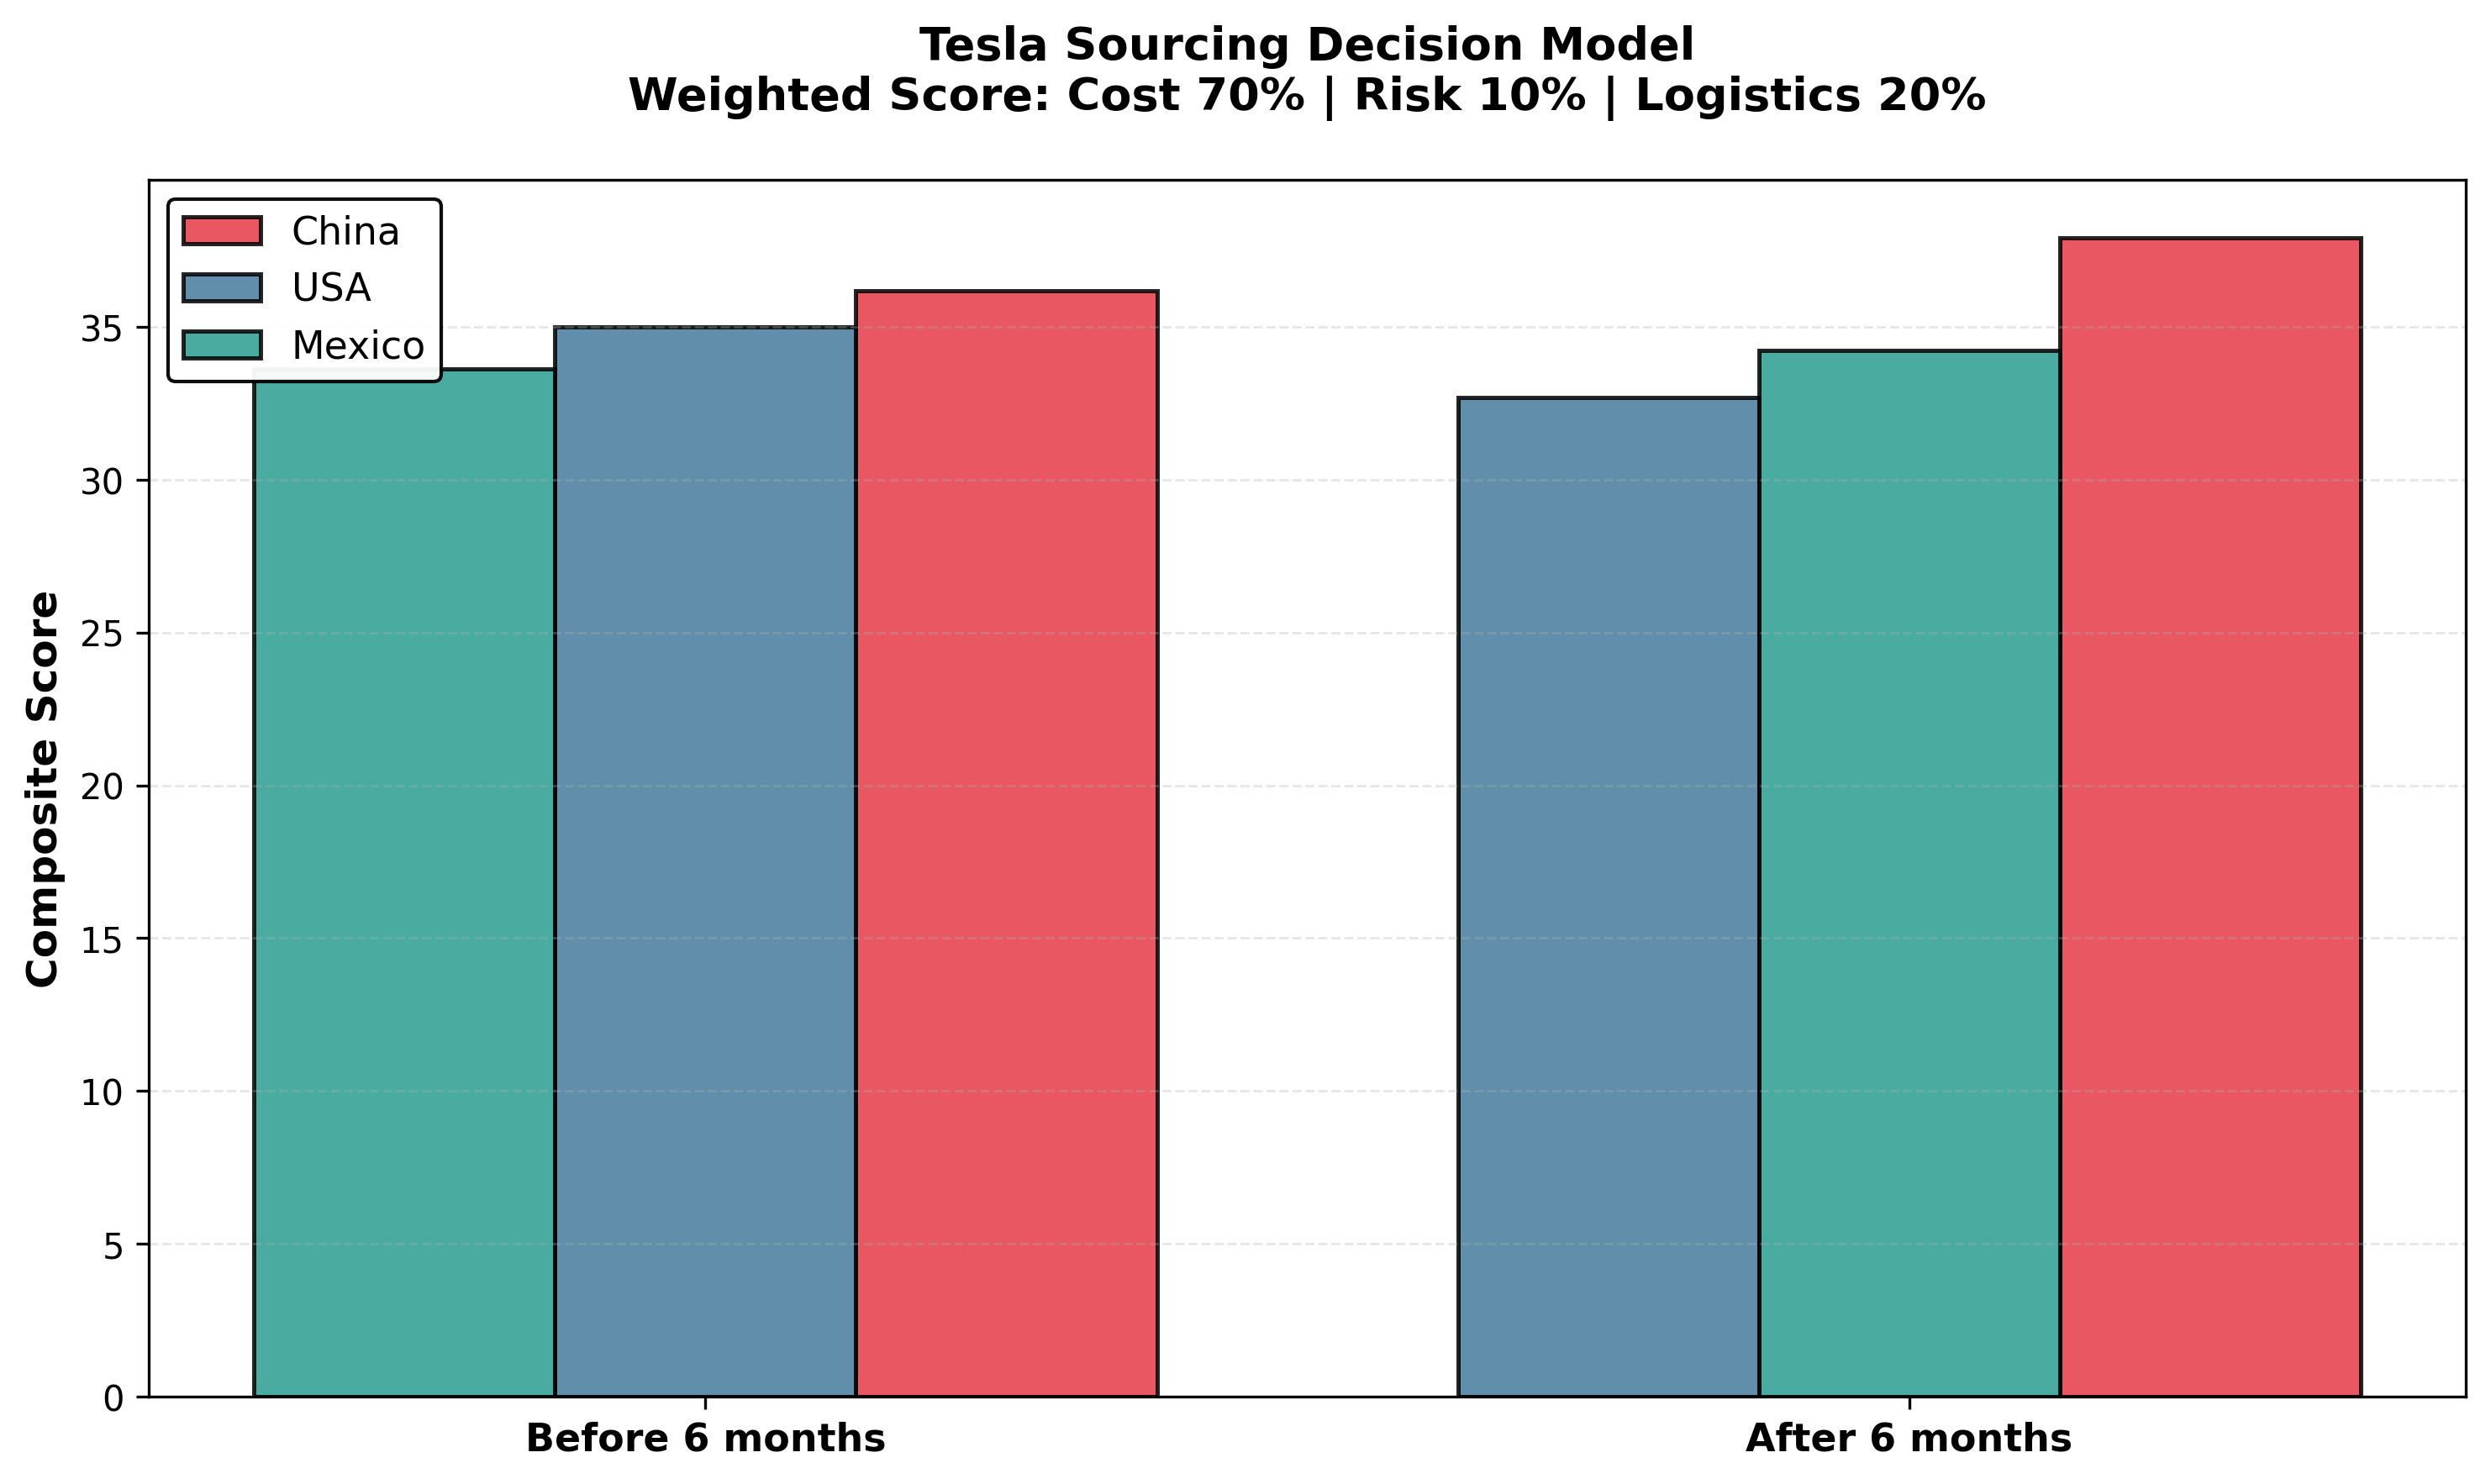 Tesla Sourcing Decision Model
Weighted Score: Cost 70% | Risk 10% | Logistics 20%
China
USA
Mexico
Composite Score
35
30
25
20
15
10
5
0
Before 6 months
After 6 months